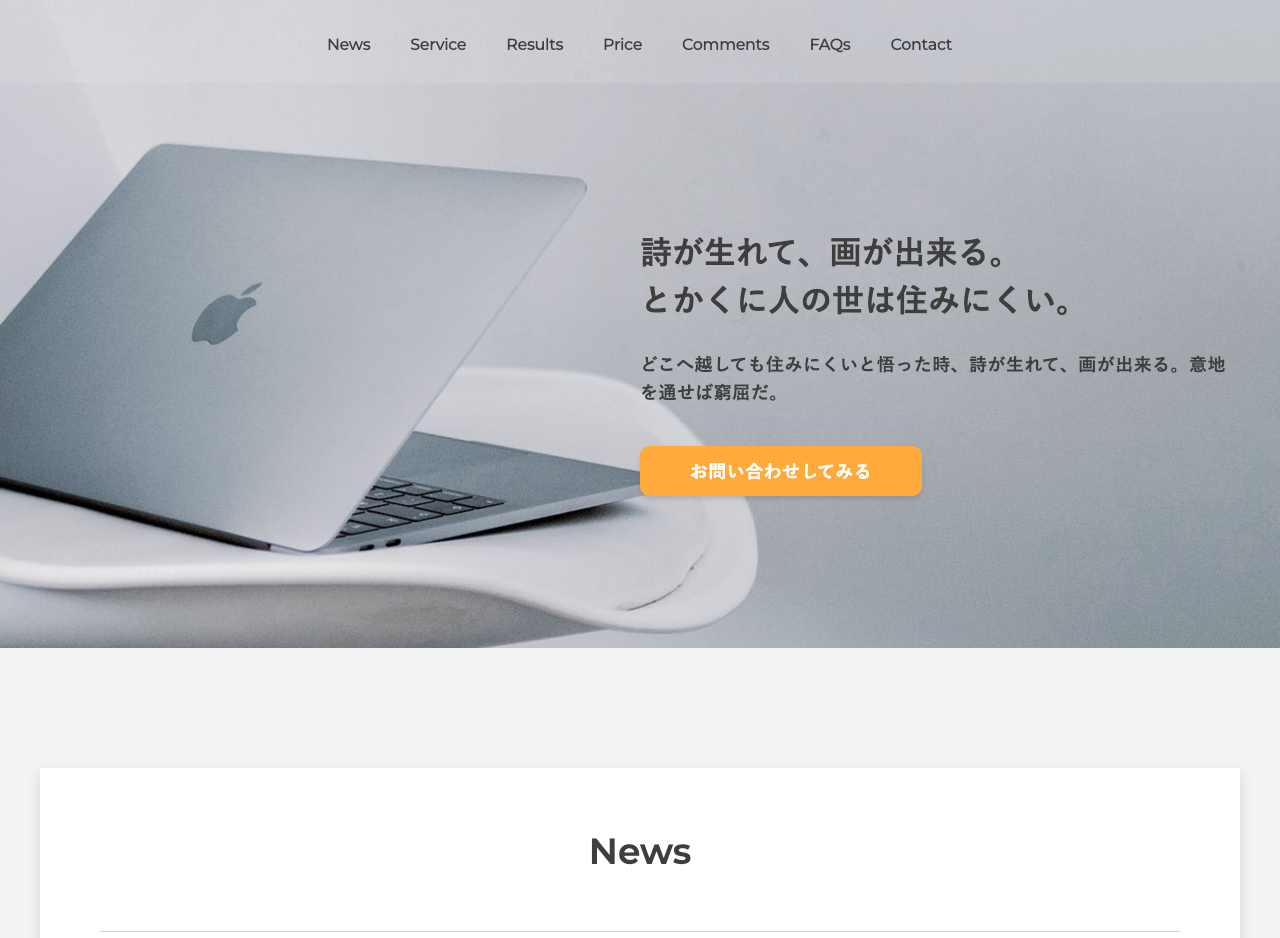 News Service Results Price Comments FAQs Contact
詩が生れて、画が出来る。
とかくに人の世は住みにくい。
どこへ越しても住みにくいと悟った時、詩が生れて、画が出来る。意地
を通せば窮屈だ。
お問い合わせしてみる
News